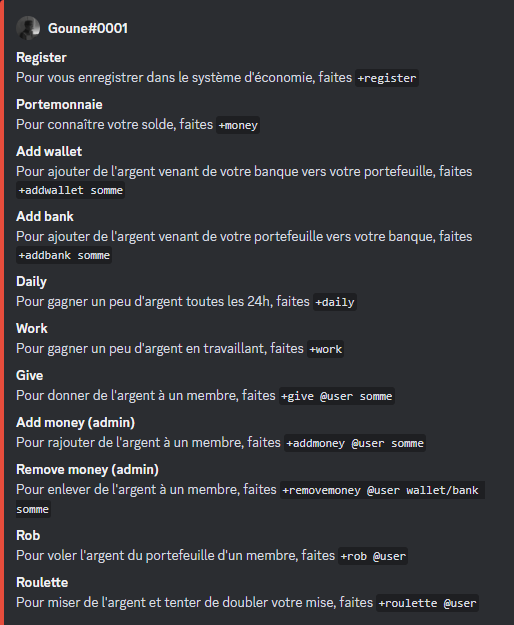 Goune#0001
Register
Pour vous enregistrer dans le système d'économie, faites +register
Portemonnaie
Pour connaître votre solde, faites +money
Add wallet
Pour ajouter de l'argent venant de votre banque vers votre portefeuille, faites
+addwallet somme
Add bank
Pour ajouter de l'argent venant de votre portefeuille vers votre banque, faites
+addbank somme
Daily
Pour gagner un peu d'argent toutes les 24h, faites +daily
Work
Pour gagner un peu d'argent en travaillant, faites +work
Give
Pour donner de l'argent à un membre, faites +give @user somme
Add money (admin)
Pour rajouter de l'argent à un membre, faites +addmoney @user somme
Remove money (admin)
Pour enlever de l'argent à un membre, faites +removemoney @user wallet/bank
somme
Rob
Pour voler l'argent du portefeuille d'un membre, faites +rob @user
Roulette
Pour miser de l'argent et tenter de doubler votre mise, faites +roulette @user